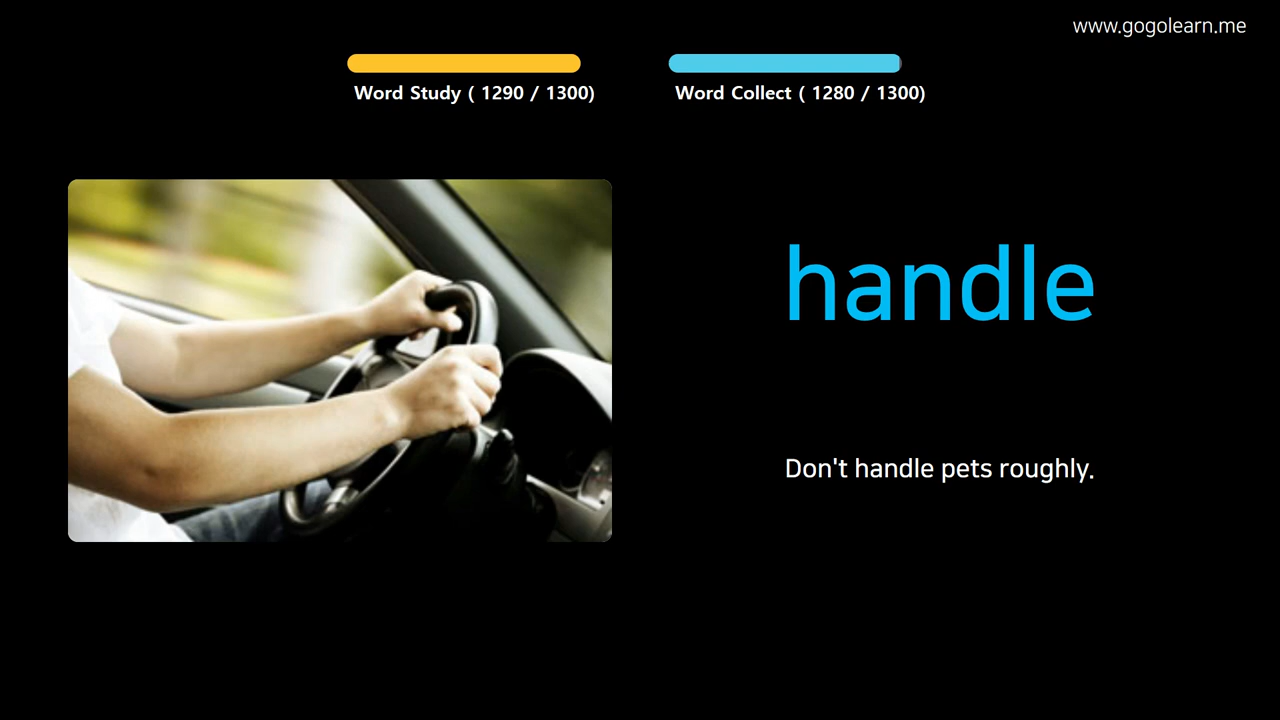 www.gogolearn.me
Word Study ( 1290 / 1300)
Word Collect ( 1280 / 1300)
handle
Don't handle pets roughly.